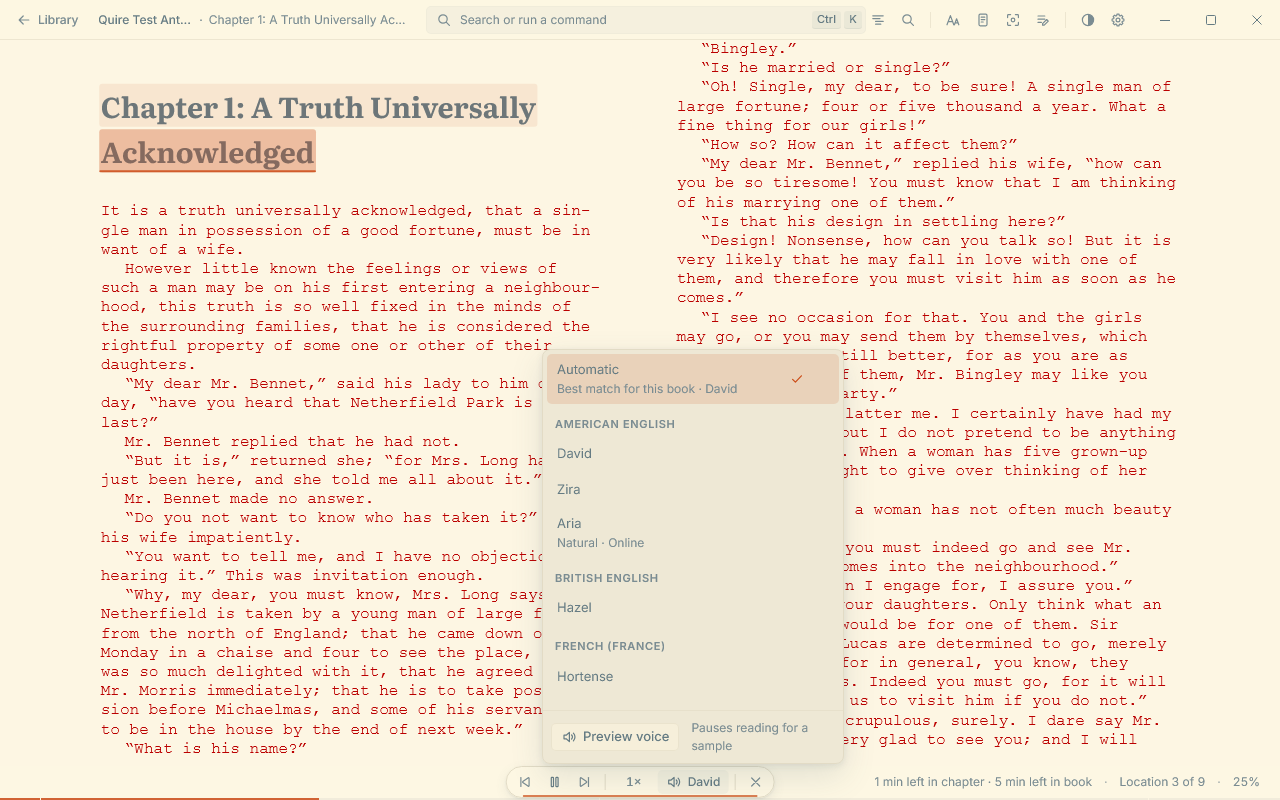 Library
Quire Test Ant... · Chapter 1: A Truth Universally Ac...
Search or run a command
Ctrl K
Chapter 1: A Truth Universally
Acknowledged
It is a truth universally acknowledged, that a sin-
gle man in possession of a good fortune, must be in
want of a wife.
However little known the feelings or views of
such a man may be on his first entering a neighbour-
hood, this truth is so well fixed in the minds of
the surrounding families, that he is considered the
rightful property of some one or other of their
daughters.
“My dear Mr. Bennet,” said his lady to him
day, “have you heard that Netherfield Park is
last?”
Mr. Bennet replied that he had not.
“But it is,” returned she; “for Mrs. Long
just been here, and she told me all about it.”
Mr. Bennet made no answer.
“Do you not want to know who has taken it?”
his wife impatiently.
“You want to tell me, and I have no
hearing it.” This was invitation enough.
“Why, my dear, you must know, Mrs. Long says
Netherfield is taken by a young man of large
from the north of England; that he came down
Monday in a chaise and four to see the place,
was so much delighted with it, that he agreed
Mr. Morris immediately; that he is to take
sion before Michaelmas, and some of his
to be in the house by the end of next week.”
“What is his name?”
“Bingley.”
“Is he married or single?”
“Oh! Single, my dear, to be sure! A single man of
large fortune; four or five thousand a year. What a
fine thing for our girls!”
“How so? How can it affect them?”
“My dear Mr. Bennet,” replied his wife, “how can
you be so tiresome! You must know that I am thinking
of his marrying one of them.”
“Is that his design in settling here?”
“Design! Nonsense, how can you talk so! But it is
very likely that he may fall in love with one of
them, and therefore you must visit him as soon as he
comes.”
“I see no occasion for that. You and the girls
may go, or you may send them by themselves, which
still better, for as you are as
of them, Mr. Bingley may like you
party.”
flatter me. I certainly have had my
but I do not pretend to be anything
. When a woman has five grown-up
ought to give over thinking of her
a woman has not often much beauty
you must indeed go and see Mr.
comes into the neighbourhood.”
than I engage for, I assure you.”
your daughters. Only think what an
would be for one of them. Sir
Lucas are determined to go, merely
for in general, you know, they
s. Indeed you must go, for it will
us to visit him if you do not.”
scrupulous, surely. I dare say Mr.
very glad to see you; and I will
Automatic
Best match for this book · David
AMERICAN ENGLISH
David
Zira
Aria
Natural · Online
BRITISH ENGLISH
Hazel
FRENCH (FRANCE)
Hortense
Preview voice
Pauses reading for a
sample
1×
David
1 min left in chapter · 5 min left in book · Location 3 of 9 · 25%